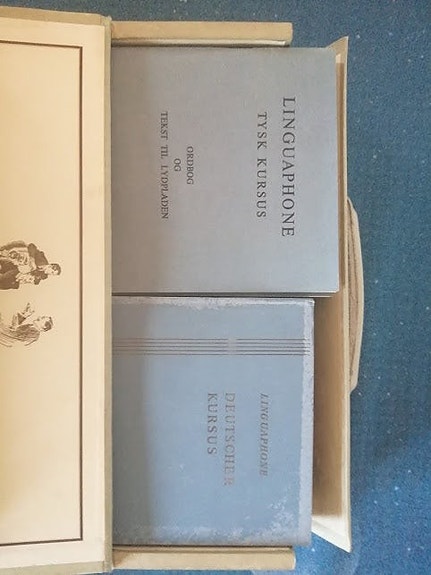 LINGUAPHONE
TYSK KURSUS
ORDBOG
OG
TEKST TIL LYDPLADEN
LINGUAPHONE
DEUTSCHER
KURSUS